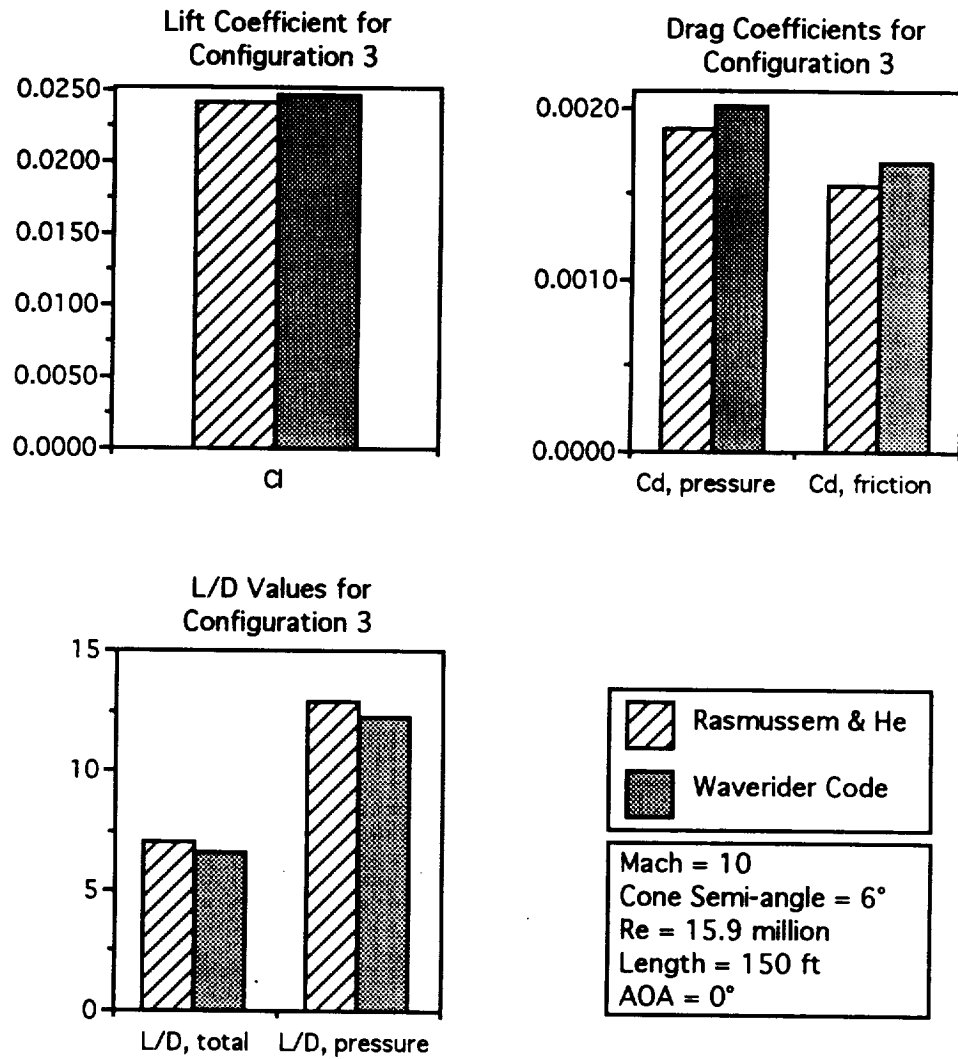 Lift Coefficient for
Configuration 3
0.0250
0.0200
0.0150
0.0100
0.0050
0.0000
Cl
Drag Coefficients for
Configuration 3
0.0020
0.0010
0.0000
Cd, pressure
Cd, friction
L/D Values for
Configuration 3
15
10
5
0
L/D, total
L/D, pressure
Rasmussem & He
Waverider Code
Mach = 10
Cone Semi-angle = 6°
Re = 15.9 million
Length = 150 ft
AOA = 0°